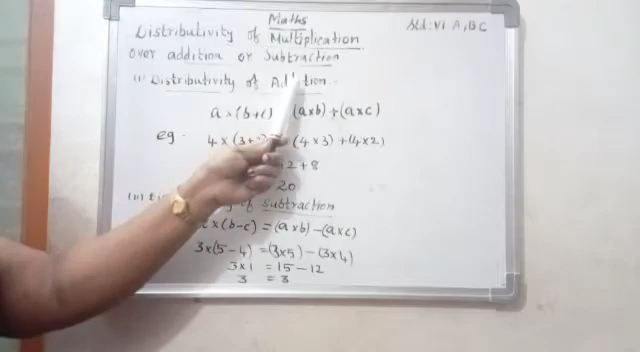 Maths
Std: VI A, B C
Distributivity of Multiplication
over addition or Subtraction
(i) Distributivity of Addition
a × (b+c) (a×b) + (a×c)
eg. 4 × (3+ = (4 × 3) + (4 × 2)
2 + 8
20
(ii) of subtraction
× (b-c) = (a×b) - (a×c)
3×(5-4) = (3×5) - (3×4)
3×1 = 15 - 12
3 = 3